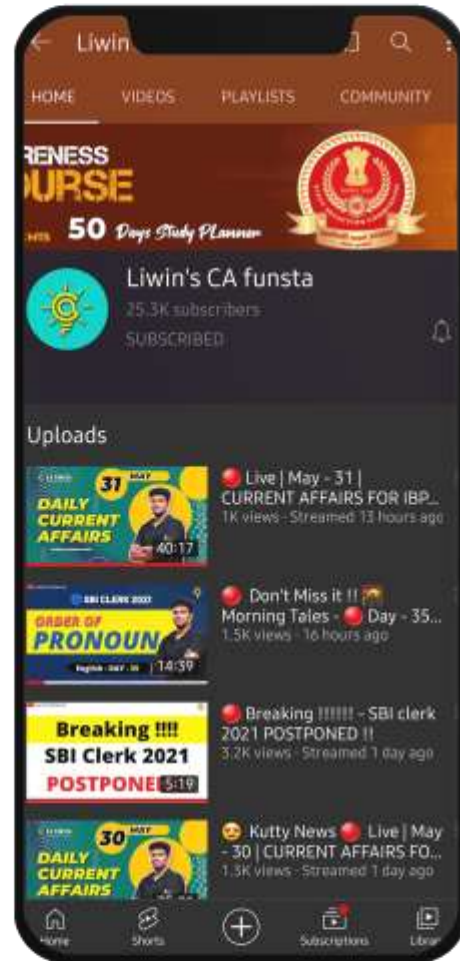 Liwin
HOME VIDEOS PLAYLISTS COMMUNITY
RENESS
URSE
50 Days Study Planner
Liwin's CA funsta
25.3K subscribers
SUBSCRIBED
Uploads
31 MAY
DAILY
CURRENT
AFFAIRS
40:17
🔴 Live | May - 31 |
CURRENT AFFAIRS FOR IBP...
1K views · Streamed 13 hours ago
SBI CLERK 2021
ORDER OF
PRONOUN
English - DAY - 35
14:39
🔴 Don't Miss it !! 🌄
Morning Tales - 🔴 Day - 35...
1.5K views · 16 hours ago
Breaking !!!!
SBI Clerk 2021
POSTPONE
5:19
🔴 Breaking !!!!!! - SBI clerk
2021 POSTPONED !!
3.2K views · Streamed 1 day ago
30 MAY
DAILY
CURRENT
AFFAIRS
😊 Kutty News 🔴 Live | May
- 30 | CURRENT AFFAIRS FO...
1.3K views · Streamed 1 day ago
Home Shorts Subscriptions Librar